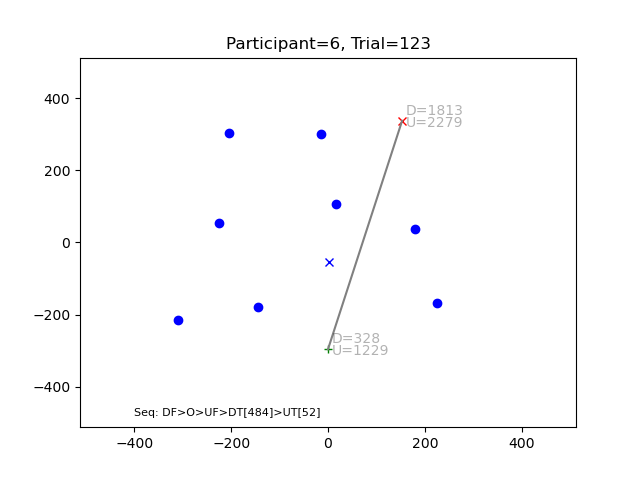 Participant=6, Trial=123
400
200
0
−200
−400
D=1813
U=2279
D=328
U=1229
Seq: DF>O>UF>DT[484]>UT[52]
−400
−200
0
200
400